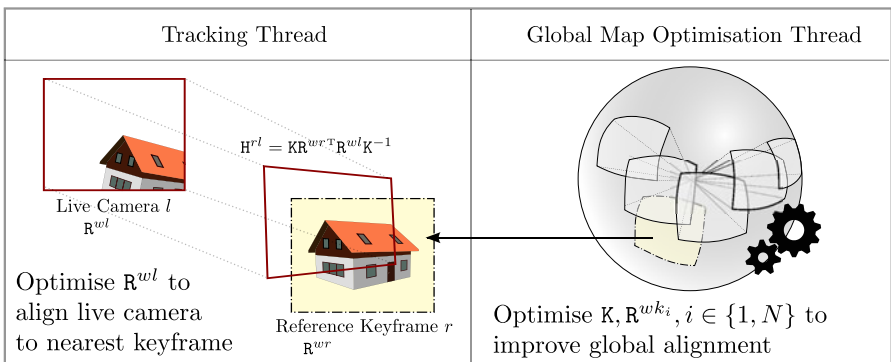 Tracking Thread
Global Map Optimisation Thread
H^{rl} = KR^{wr⊤}R^{wl}K^{-1}
Live Camera l
R^{wl}
Optimise R^{wl} to
align live camera
to nearest keyframe
Reference Keyframe r
R^{wr}
Optimise K, R^{wk_i}, i ∈ {1, N} to
improve global alignment